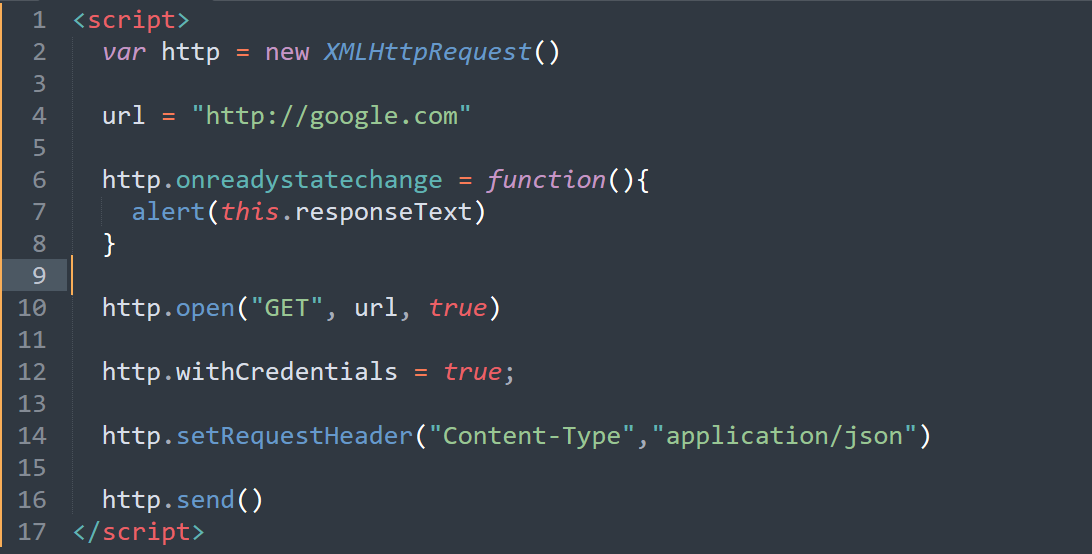 1 <script>
2 var http = new XMLHttpRequest()
3
4 url = "http://google.com"
5
6 http.onreadystatechange = function(){
7 alert(this.responseText)
8 }
9
10 http.open("GET", url, true)
11
12 http.withCredentials = true;
13
14 http.setRequestHeader("Content-Type","application/json")
15
16 http.send()
17 </script>